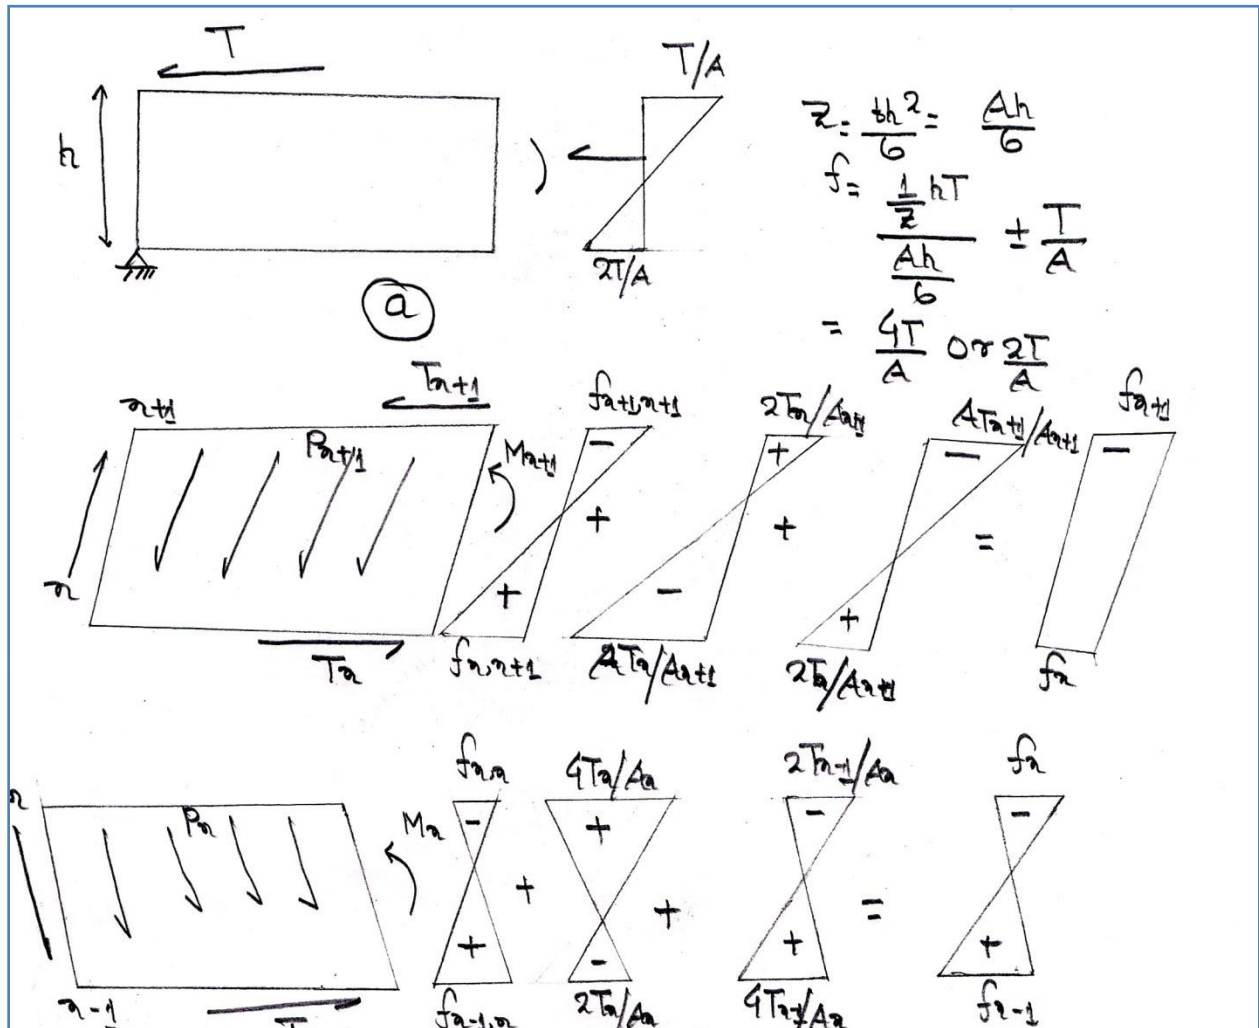 T
h
T/A
2T/A
a
Z = th²/6 = Ah/6
f = (1/2 hT)/(Ah/6) ± T/A
= 4T/A or 2T/A
n+1
Tn+1
Pn+1
Mn+1
n
Tn
fn+1,n+1
-
+
fn,n+1
+
2Tn/An+1
+
-
4Tn/An+1
+
4Tn+1/An+1
-
+
2Tn/An+1
=
fn+1
-
fn
n
Pn
Mn
n-1
fn,n
-
+
fn-1,n
+
4Tn/An
+
-
2Tn/An
+
2Tn-1/An
-
+
4Tn-1/An
=
fn
-
+
fn-1